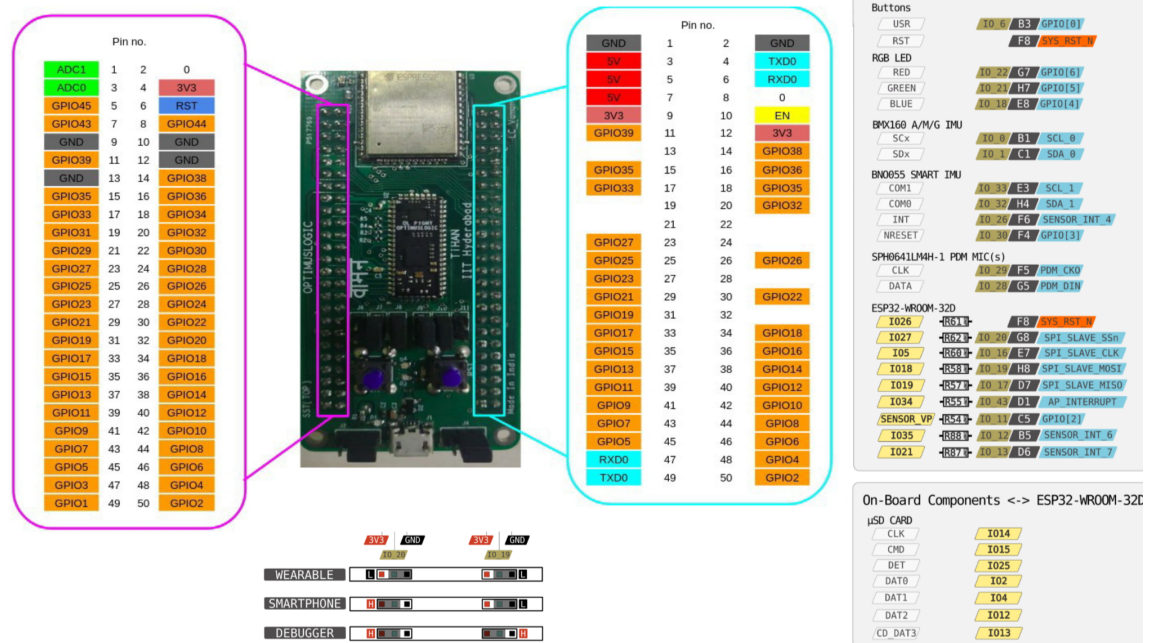 Pin no.
ADC1 1 2 0
ADC0 3 4 3V3
GPIO45 5 6 RST
GPIO43 7 8 GPIO44
GND 9 10 GND
GPIO39 11 12 GND
GND 13 14 GPIO38
GPIO35 15 16 GPIO36
GPIO33 17 18 GPIO34
GPIO31 19 20 GPIO32
GPIO29 21 22 GPIO30
GPIO27 23 24 GPIO28
GPIO25 25 26 GPIO26
GPIO23 27 28 GPIO24
GPIO21 29 30 GPIO22
GPIO19 31 32 GPIO20
GPIO17 33 34 GPIO18
GPIO15 35 36 GPIO16
GPIO13 37 38 GPIO14
GPIO11 39 40 GPIO12
GPIO9 41 42 GPIO10
GPIO7 43 44 GPIO8
GPIO5 45 46 GPIO6
GPIO3 47 48 GPIO4
GPIO1 49 50 GPIO2
ESPRESSIF
OPTIMUSLOGIC
वामन
TiHAN
IIT Hyderabad
Made In India
SST(TOP)
Pin no.
GND 1 2 GND
5V 3 4 TXD0
5V 5 6 RXD0
5V 7 8 0
3V3 9 10 EN
GPIO39 11 12 3V3
13 14 GPIO38
GPIO35 15 16 GPIO36
GPIO33 17 18 GPIO35
19 20 GPIO32
21 22
GPIO27 23 24
GPIO25 25 26 GPIO26
GPIO23 27 28
GPIO21 29 30 GPIO22
GPIO19 31 32
GPIO17 33 34 GPIO18
GPIO15 35 36 GPIO16
GPIO13 37 38 GPIO14
GPIO11 39 40 GPIO12
GPIO9 41 42 GPIO10
GPIO7 43 44 GPIO8
GPIO5 45 46 GPIO6
RXD0 47 48 GPIO4
TXD0 49 50 GPIO2
3V3 GND 3V3 GND
IO_20 IO_19
WEARABLE L L
SMARTPHONE H L
DEBUGGER H H
Buttons
USR IO_6 B3 GPIO[0]
RST F8 SYS_RST_N
RGB LED
RED IO_22 G7 GPIO[6]
GREEN IO_21 H7 GPIO[5]
BLUE IO_18 E8 GPIO[4]
BMX160 A/M/G IMU
SCx IO_0 B1 SCL_0
SDx IO_1 C1 SDA_0
BNO055 SMART IMU
COM1 IO_33 E3 SCL_1
COM0 IO_32 H4 SDA_1
INT IO_26 F6 SENSOR_INT_4
NRESET IO_30 F4 GPIO[3]
SPH0641LM4H-1 PDM MIC(s)
CLK IO_29 F5 PDM_CKO
DATA IO_28 G5 PDM_DIN
ESP32-WROOM-32D
IO26 R61 F8 SYS_RST_N
IO27 R62 IO_20 G8 SPI_SLAVE_SSn
IO5 R60 IO_16 E7 SPI_SLAVE_CLK
IO18 R58 IO_19 H8 SPI_SLAVE_MOSI
IO19 R57 IO_17 D7 SPI_SLAVE_MISO
IO34 R55 IO_43 D1 AP_INTERRUPT
SENSOR_VP R54 IO_11 C5 GPIO[2]
IO35 R88 IO_12 B5 SENSOR_INT_6
IO21 R87 IO_13 D6 SENSOR_INT_7
On-Board Components <-> ESP32-WROOM-32D
µSD CARD
CLK IO14
CMD IO15
DET IO25
DAT0 IO2
DAT1 IO4
DAT2 IO12
CD_DAT3 IO13